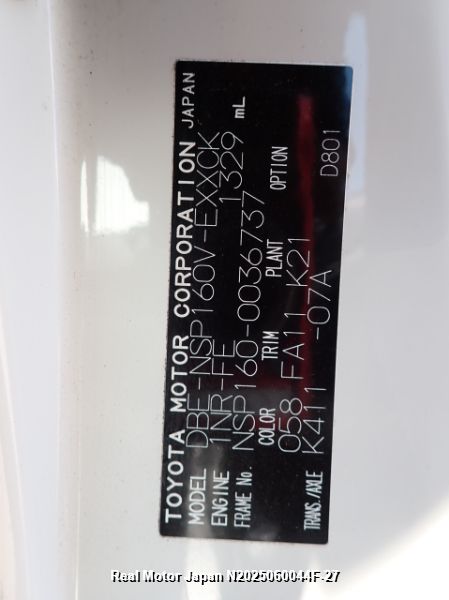 TOYOTA MOTOR CORPORATION JAPAN
MODEL DBE-NSP160V-EXXCK
ENGINE 1NR-FE 1329 mL
FRAME No. NSP160-0036737
COLOR TRIM PLANT OPTION
058 FA11 K21
TRANS./AXLE K411 -07A D801
Real Motor Japan N2025060044F-27